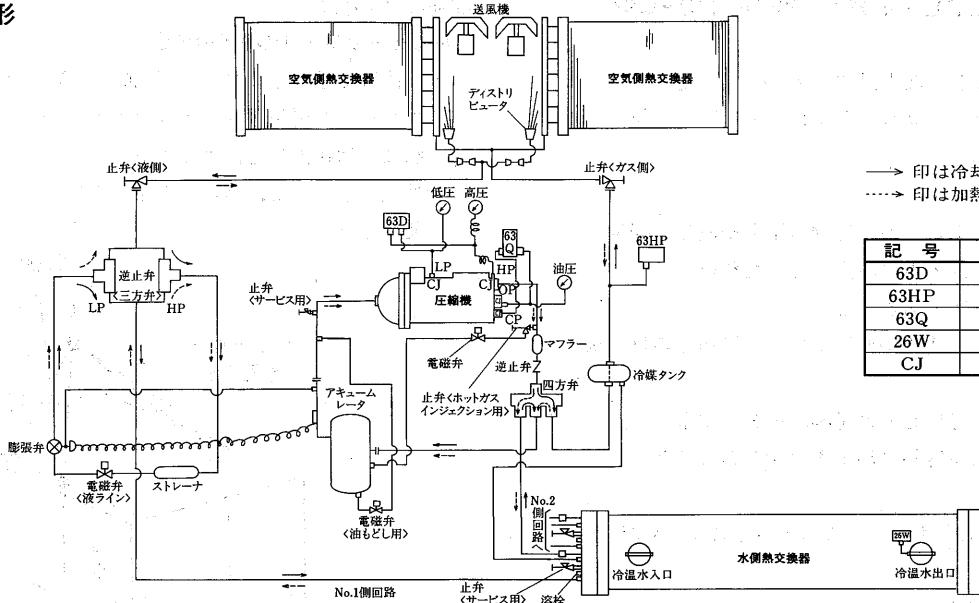 形
送風機
空気側熱交換器
空気側熱交換器
ディストリ
ビュータ
止弁〈液側〉
止弁〈ガス側〉
印は冷却
印は加熱
低圧
高圧
63D
63
Q
63HP
油圧
記 号
63D
63HP
63Q
26W
CJ
逆止弁
〈三方弁〉
LP
HP
LP
HP
CJ
CJ
OP
圧縮機
CP
止弁
〈サービス用〉
電磁弁
マフラー
逆止弁
四方弁
冷媒タンク
止弁〈ホットガス
インジェクション用〉
アキューム
レータ
膨張弁
電磁弁
〈液ライン〉
ストレーナ
電磁弁
〈油もどし用〉
No.2
側回路へ
26W
冷温水入口
水側熱交換器
冷温水出口
No.1側回路
止弁
〈サービス用〉
溶栓